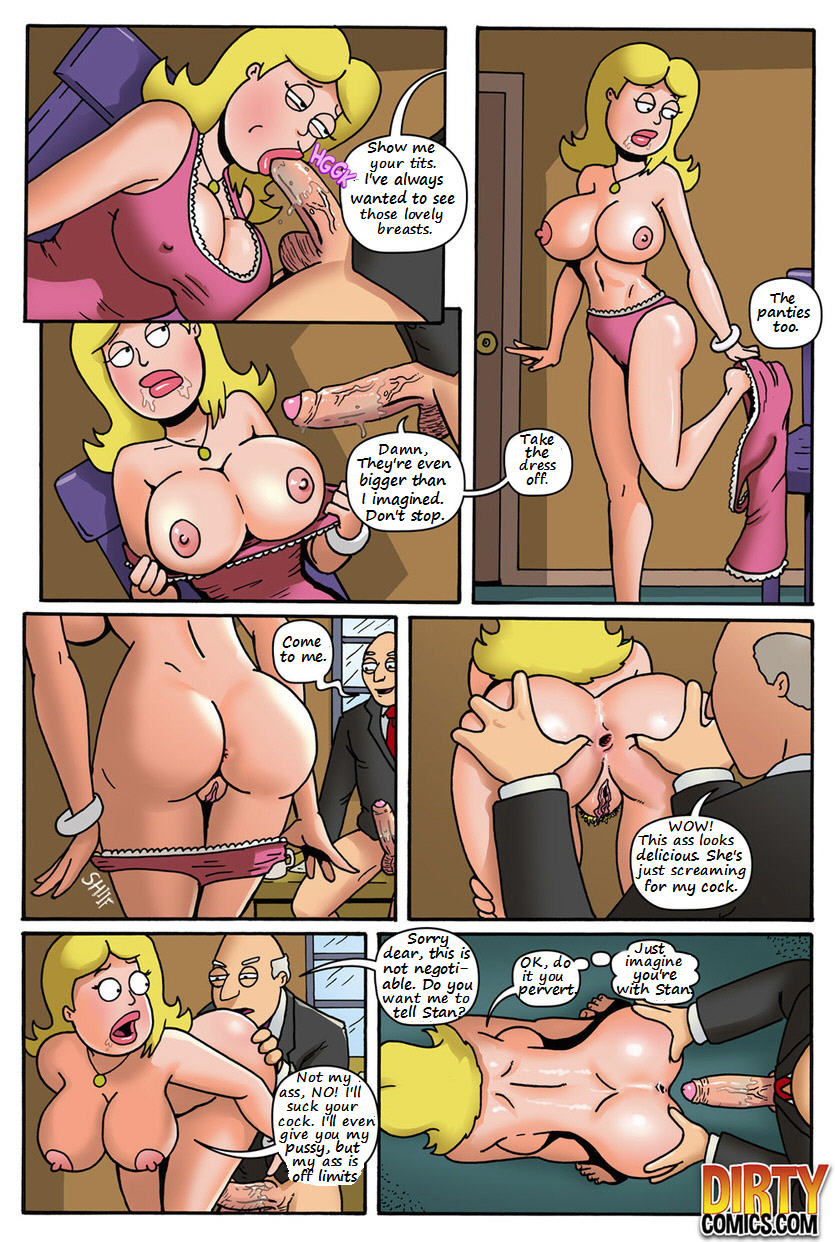 HGGK
Show me
your tits.
I've always
wanted to see
those lovely
breasts.
The
panties
too.
Damn,
They're even
bigger than
I imagined.
Don't stop.
Take
the
dress
off.
Come
to me.
SHIIF
WOW!
This ass looks
delicious. She's
just screaming
for my cock.
Sorry
dear, this is
not negoti-
able. Do you
want me to
tell Stan?
Not my
ass, NO! I'll
suck your
cock. I'll even
give you my
pussy, but
my ass is
off limits
OK, do
it you
pervert.
Just
imagine
you're
with Stan.
DIRTY
COMICS.COM